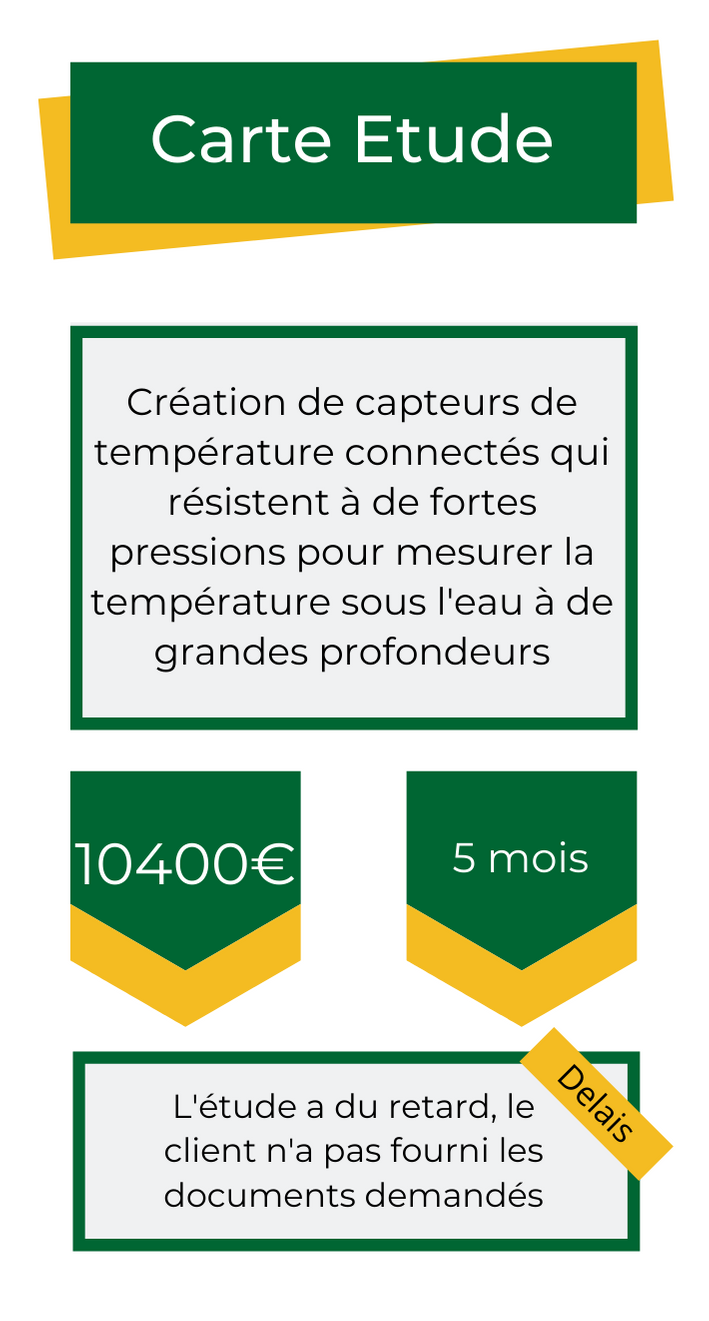 Carte Etude
Création de capteurs de
température connectés qui
résistent à de fortes
pressions pour mesurer la
température sous l'eau à de
grandes profondeurs
10400€
5 mois
Delais
L'étude a du retard, le
client n'a pas fourni les
documents demandés